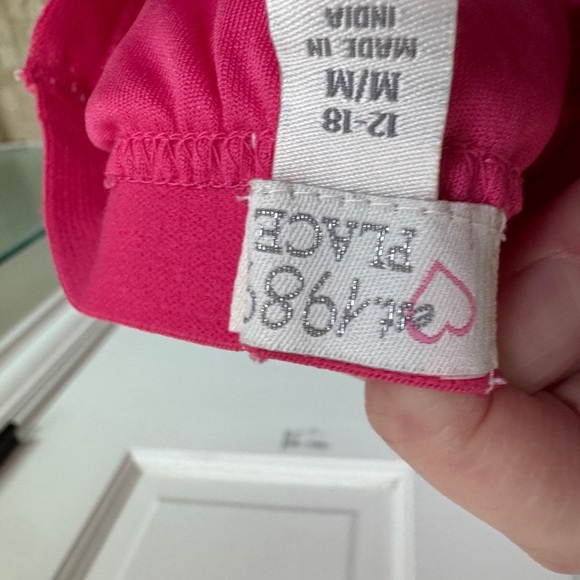 est.1989
PLACE
12-18
M/M
MADE IN
INDIA